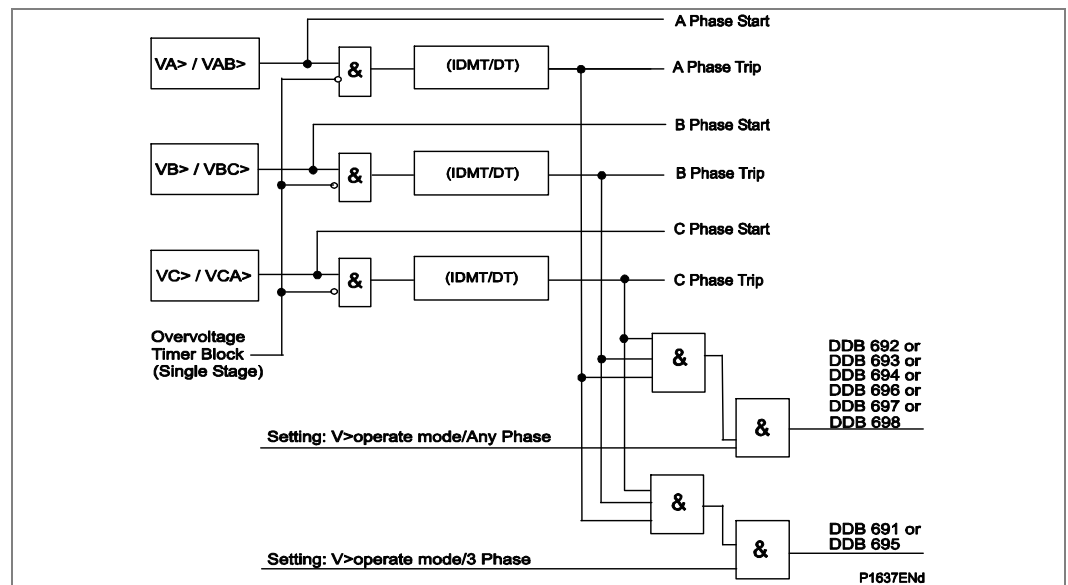 A Phase Start
VA> / VAB>
&
(IDMT/DT)
A Phase Trip
B Phase Start
VB> / VBC>
&
(IDMT/DT)
B Phase Trip
C Phase Start
VC> / VCA>
&
(IDMT/DT)
C Phase Trip
Overvoltage
Timer Block
(Single Stage)
&
DDB 692 or
DDB 693 or
DDB 694 or
DDB 696 or
DDB 697 or
DDB 698
&
Setting: V>operate mode/Any Phase
&
DDB 691 or
DDB 695
&
Setting: V>operate mode/3 Phase
P1637ENd